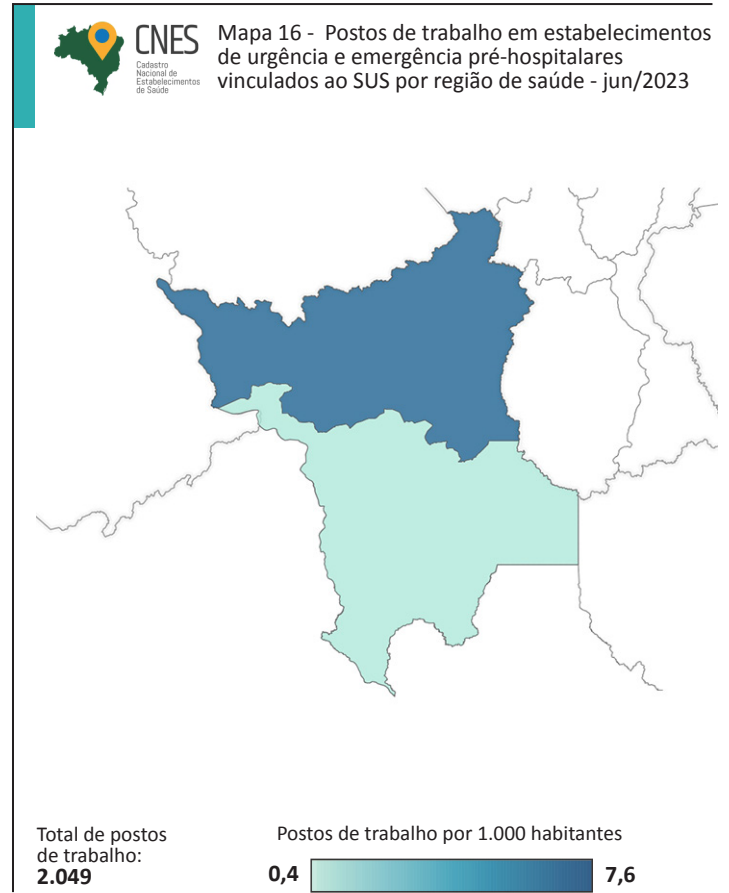 CNES
Cadastro
Nacional de
Estabelecimentos
de Saúde
Mapa 16 - Postos de trabalho em estabelecimentos
de urgência e emergência pré-hospitalares
vinculados ao SUS por região de saúde - jun/2023
Total de postos
de trabalho:
2.049
Postos de trabalho por 1.000 habitantes
0,4
7,6